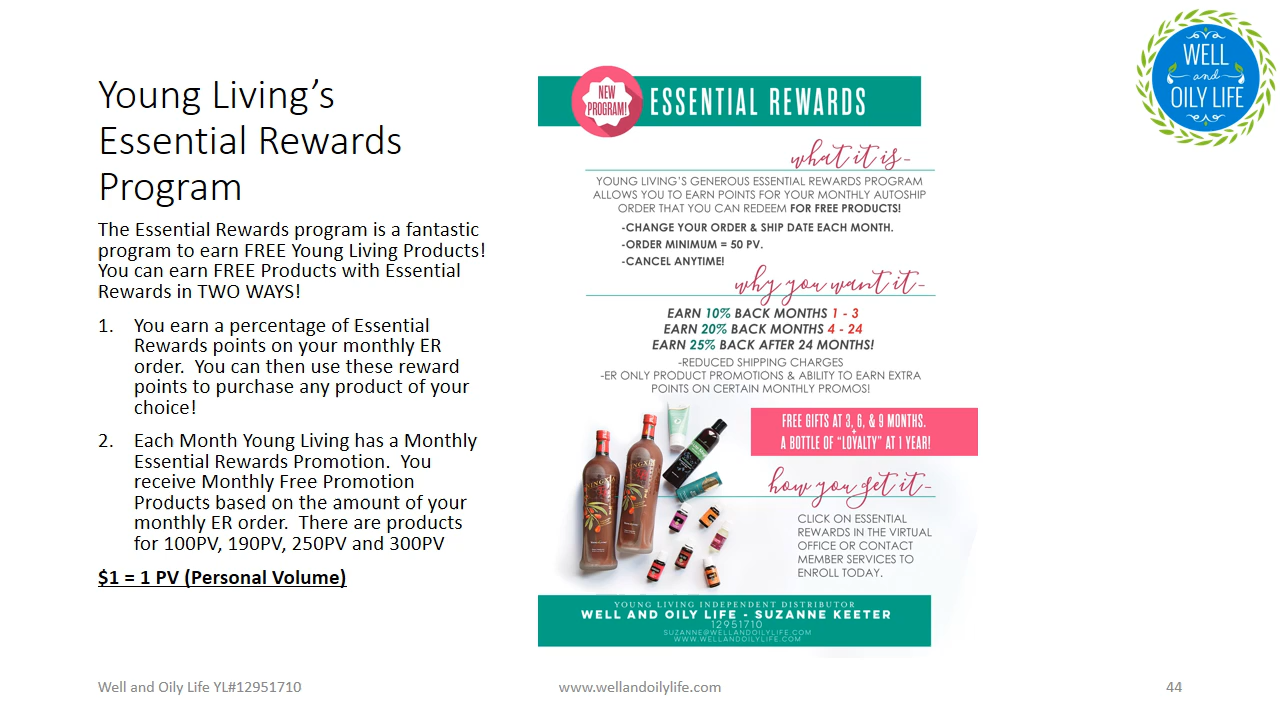 Young Living’s
Essential Rewards
Program
The Essential Rewards program is a fantastic
program to earn FREE Young Living Products!
You can earn FREE Products with Essential
Rewards in TWO WAYS!
1. You earn a percentage of Essential
Rewards points on your monthly ER
order. You can then use these reward
points to purchase any product of your
choice!
2. Each Month Young Living has a Monthly
Essential Rewards Promotion. You
receive Monthly Free Promotion
Products based on the amount of your
monthly ER order. There are products
for 100PV, 190PV, 250PV and 300PV
$1 = 1 PV (Personal Volume)
NEW
PROGRAM!
ESSENTIAL REWARDS
what it is-
YOUNG LIVING’S GENEROUS ESSENTIAL REWARDS PROGRAM
ALLOWS YOU TO EARN POINTS FOR YOUR MONTHLY AUTOSHIP
ORDER THAT YOU CAN REDEEM FOR FREE PRODUCTS!
-CHANGE YOUR ORDER & SHIP DATE EACH MONTH.
-ORDER MINIMUM = 50 PV.
-CANCEL ANYTIME!
why you want it-
EARN 10% BACK MONTHS 1 - 3
EARN 20% BACK MONTHS 4 - 24
EARN 25% BACK AFTER 24 MONTHS!
-REDUCED SHIPPING CHARGES
-ER ONLY PRODUCT PROMOTIONS & ABILITY TO EARN EXTRA
POINTS ON CERTAIN MONTHLY PROMOS!
FREE GIFTS AT 3, 6, & 9 MONTHS.
+
A BOTTLE OF “LOYALTY” AT 1 YEAR!
how you get it-
CLICK ON ESSENTIAL
REWARDS IN THE VIRTUAL
OFFICE OR CONTACT
MEMBER SERVICES TO
ENROLL TODAY.
YOUNG LIVING INDEPENDENT DISTRIBUTOR
WELL AND OILY LIFE - SUZANNE KEETER
12951710
SUZANNE@WELLANDOILYLIFE.COM
WWW.WELLANDOILYLIFE.COM
WELL
and
OILY LIFE
Well and Oily Life YL#12951710
www.wellandoilylife.com
44